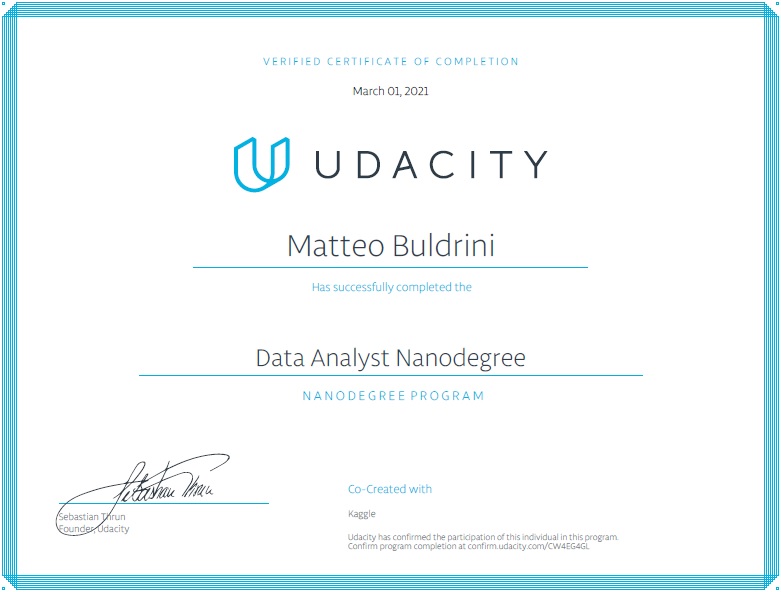 VERIFIED CERTIFICATE OF COMPLETION
March 01, 2021
UDACITY
Matteo Buldrini
Has successfully completed the
Data Analyst Nanodegree
NANODEGREE PROGRAM
Sebastian Thrun
Sebastian Thrun
Founder, Udacity
Co-Created with
Kaggle
Udacity has confirmed the participation of this individual in this program.
Confirm program completion at confirm.udacity.com/CW4EG4GL